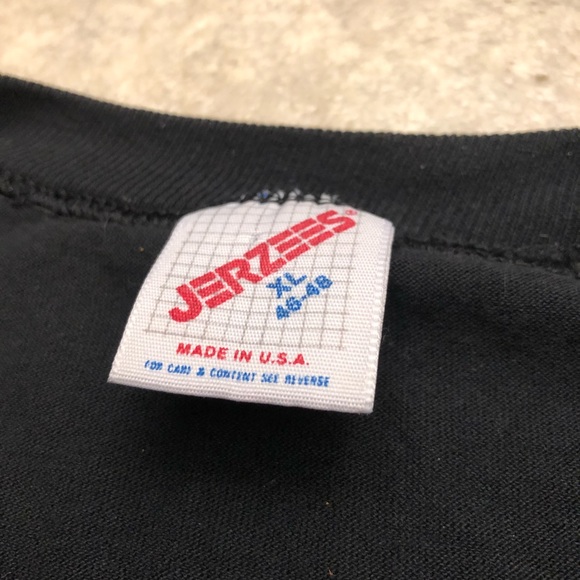 JERZEES®
XL
46-48
MADE IN U.S.A.
FOR CARE & CONTENT SEE REVERSE